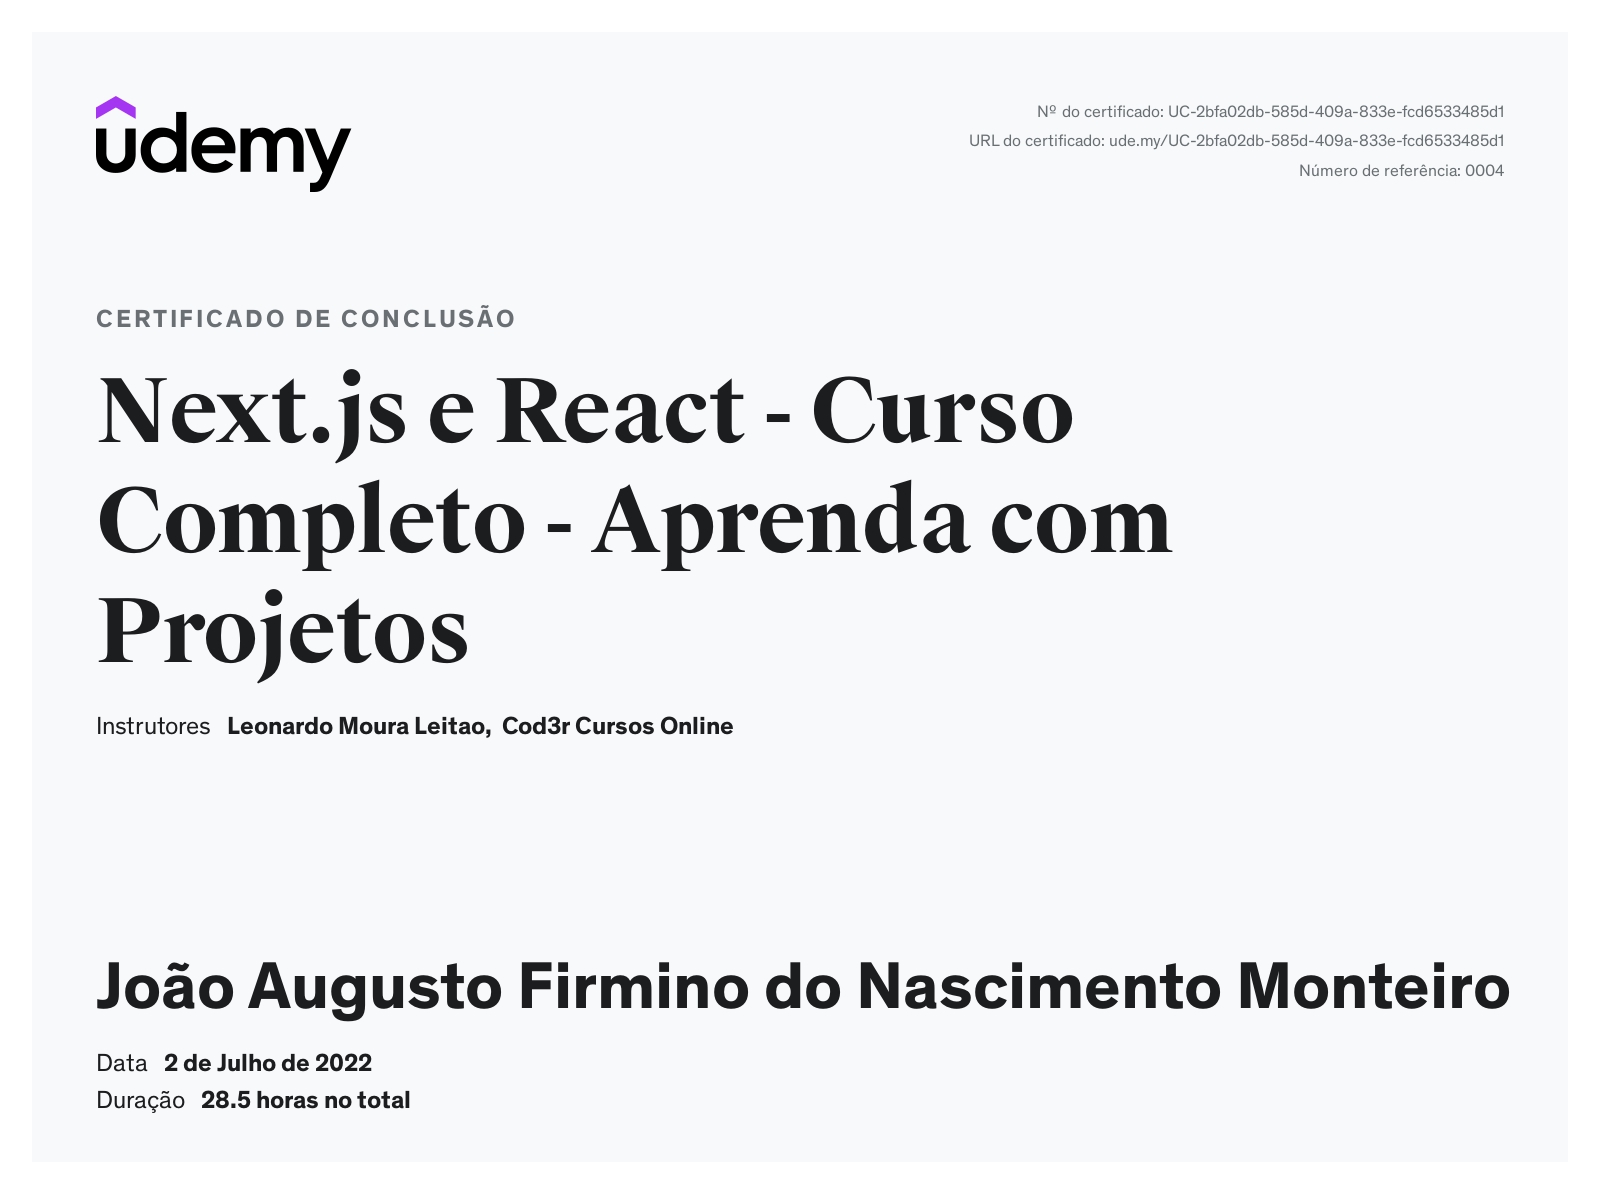 udemy
Nº do certificado: UC-2bfa02db-585d-409a-833e-fcd6533485d1
URL do certificado: ude.my/UC-2bfa02db-585d-409a-833e-fcd6533485d1
Número de referência: 0004
CERTIFICADO DE CONCLUSÃO
Next.js e React - Curso
Completo - Aprenda com
Projetos
Instrutores Leonardo Moura Leitao, Cod3r Cursos Online
João Augusto Firmino do Nascimento Monteiro
Data 2 de Julho de 2022
Duração 28.5 horas no total